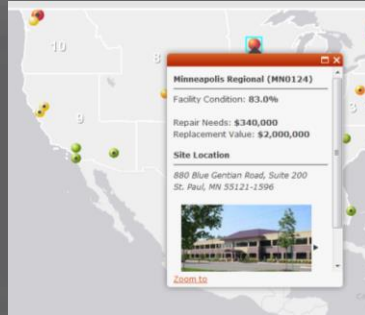 10
8
9
3
Minneapolis Regional (MN0124)
Facility Condition: 83.0%
Repair Needs: $340,000
Replacement Value: $2,000,000
Site Location
880 Blue Gentian Road, Suite 200
St. Paul, MN 55121-1596
Zoom to